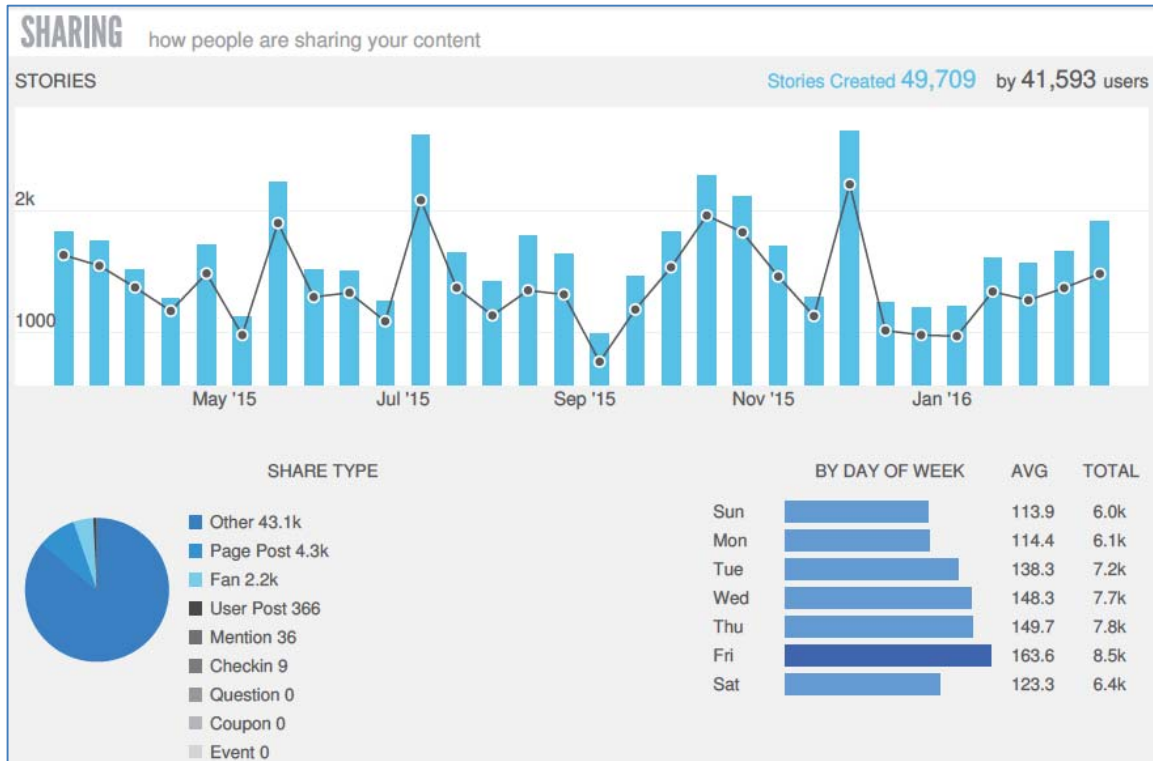 SHARING how people are sharing your content
STORIES Stories Created 49,709 by 41,593 users
2k
1000
May '15 Jul '15 Sep '15 Nov '15 Jan '16
SHARE TYPE
Other 43.1k
Page Post 4.3k
Fan 2.2k
User Post 366
Mention 36
Checkin 9
Question 0
Coupon 0
Event 0
BY DAY OF WEEK AVG TOTAL
Sun 113.9 6.0k
Mon 114.4 6.1k
Tue 138.3 7.2k
Wed 148.3 7.7k
Thu 149.7 7.8k
Fri 163.6 8.5k
Sat 123.3 6.4k